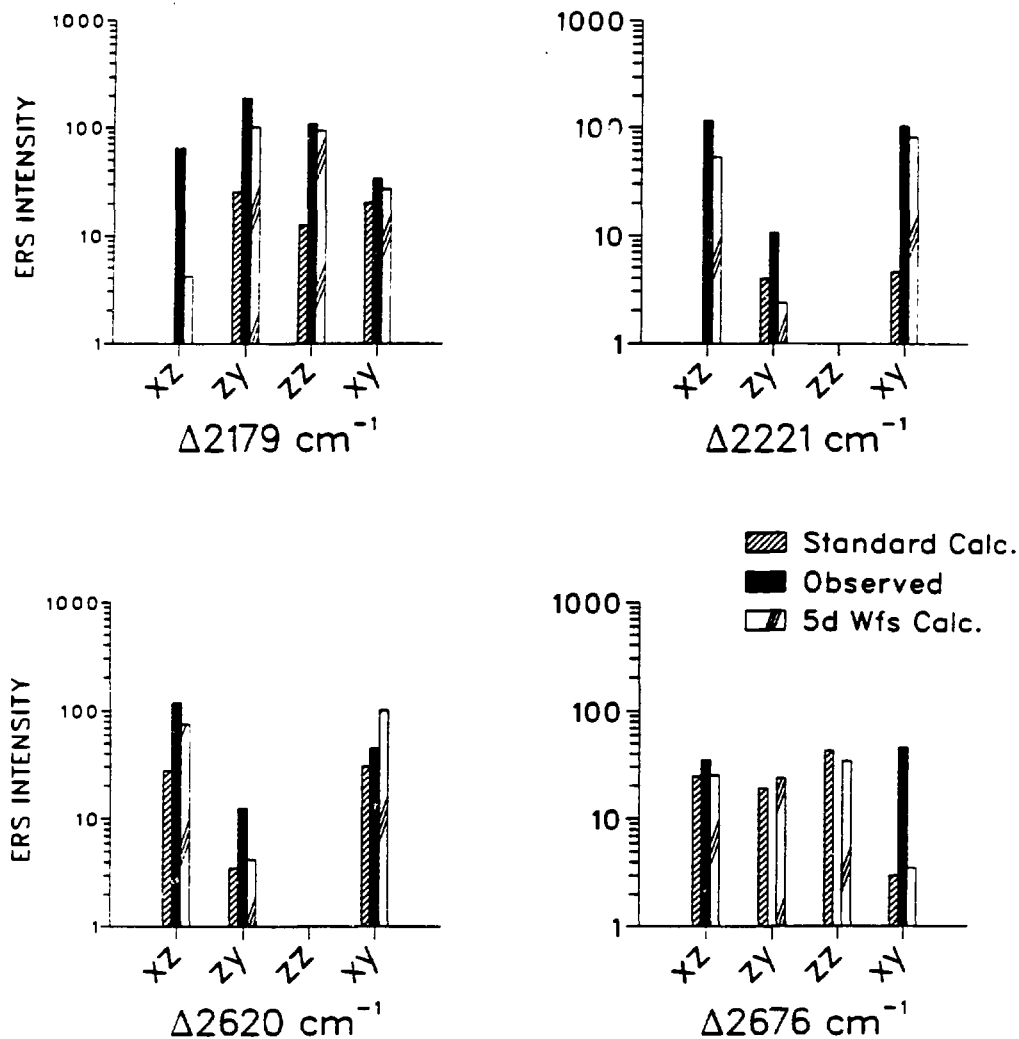 ERS INTENSITY
1000
100
10
1
xz zy zz xy
Δ2179 cm⁻¹
1000
100
10
1
xz zy zz xy
Δ2221 cm⁻¹
Standard Calc.
Observed
5d Wfs Calc.
ERS INTENSITY
1000
100
10
1
xz zy zz xy
Δ2620 cm⁻¹
1000
100
10
1
xz zy zz xy
Δ2676 cm⁻¹